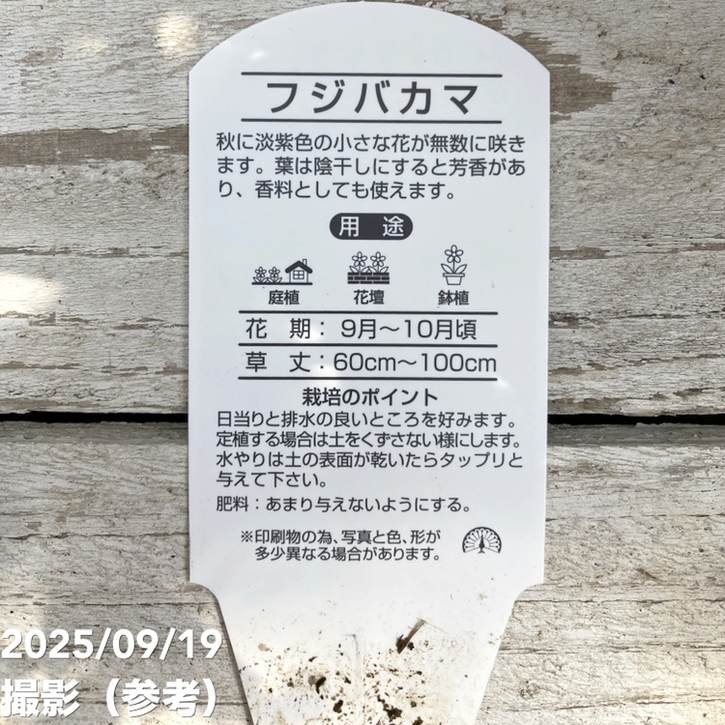 フジバカマ
秋に淡紫色の小さな花が無数に咲き
ます。葉は陰干しにすると芳香があ
り、香料としても使えます。
用 途
庭植 花壇 鉢植
花 期：9月～10月頃
草 丈：60cm～100cm
栽培のポイント
日当りと排水の良いところを好みます。
定植する場合は土をくずさない様にします。
水やりは土の表面が乾いたらタップリと
与えて下さい。
肥料：あまり与えないようにする。
※印刷物の為、写真と色、形が
多少異なる場合があります。
2025/09/19
撮影（参考）